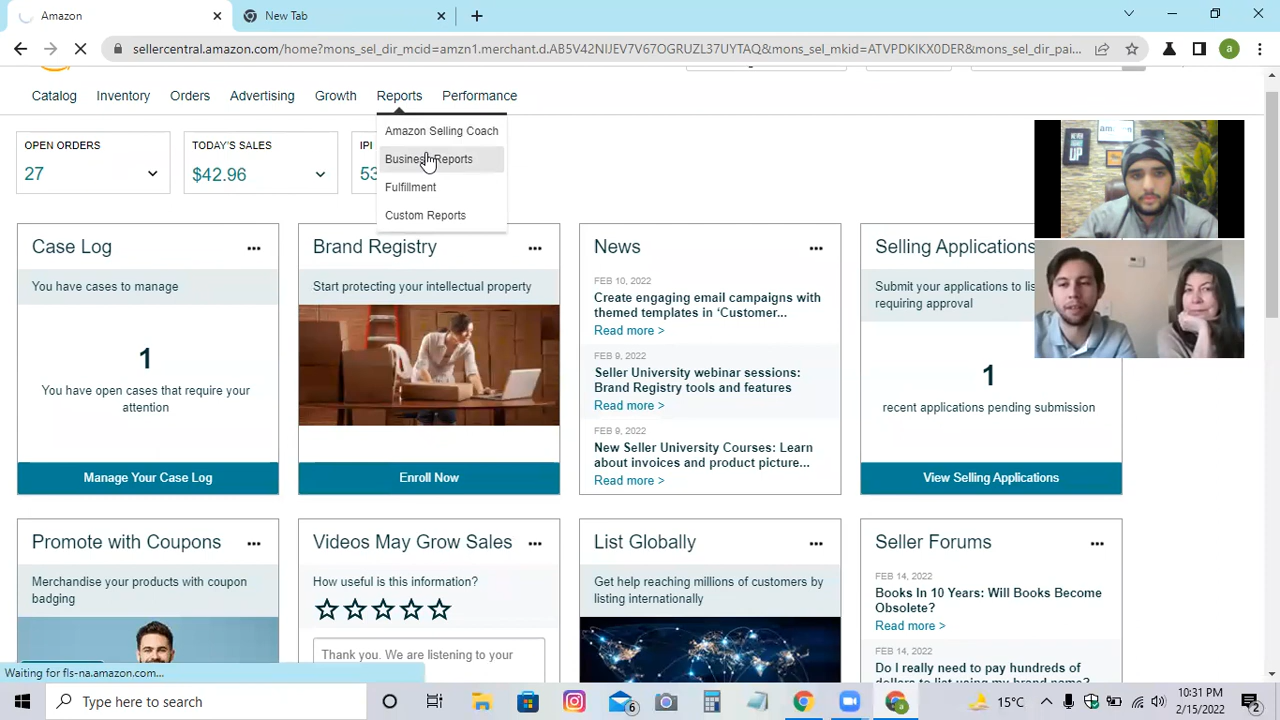 Amazon
New Tab
sellercentral.amazon.com/home?mons_sel_dir_mcid=amzn1.merchant.d.AB5V42NIJEV7V67OGRUZL37UYTAQ&mons_sel_mkid=ATVPDKIKX0DER&mons_sel_dir_pai...
a
Catalog Inventory Orders Advertising Growth Reports Performance
Amazon Selling Coach
Business Reports
Fulfillment
Custom Reports
OPEN ORDERS
27
TODAY'S SALES
$42.96
IPI
53
Case Log
You have cases to manage
1
You have open cases that require your
attention
Manage Your Case Log
Brand Registry
Start protecting your intellectual property
Enroll Now
News
FEB 10, 2022
Create engaging email campaigns with
themed templates in 'Customer...
Read more >
FEB 9, 2022
Seller University webinar sessions:
Brand Registry tools and features
Read more >
FEB 9, 2022
New Seller University Courses: Learn
about invoices and product picture...
Read more >
Selling Applications
Submit your applications to
requiring approval
1
recent applications pending submission
View Selling Applications
NEVER
UP
Promote with Coupons
Merchandise your products with coupon
badging
Videos May Grow Sales
How useful is this information?
Thank you. We are listening to your
List Globally
Get help reaching millions of customers by
listing internationally
Seller Forums
FEB 14, 2022
Books In 10 Years: Will Books Become
Obsolete?
Read more >
FEB 14, 2022
Do I really need to pay hundreds of
dollars to list using my brand name?
Waiting for fls-na.amazon.com...
Type here to search
6
15°C
10:31 PM
2/15/2022
2